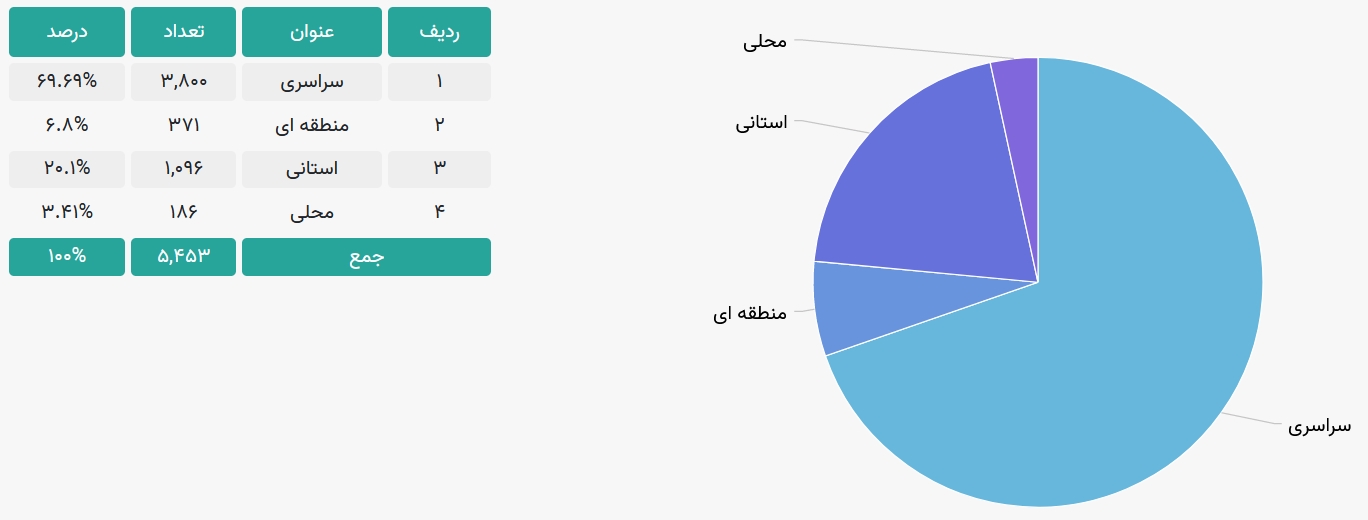 ردیف عنوان تعداد درصد
۱ سراسری ۳,۸۰۰ ۶۹.۶۹%
۲ منطقه ای ۳۷۱ ۶.۸%
۳ استانی ۱,۰۹۶ ۲۰.۱%
۴ محلی ۱۸۶ ۳.۴۱%
جمع ۵,۴۵۳ ۱۰۰%
محلی
استانی
منطقه ای
سراسری